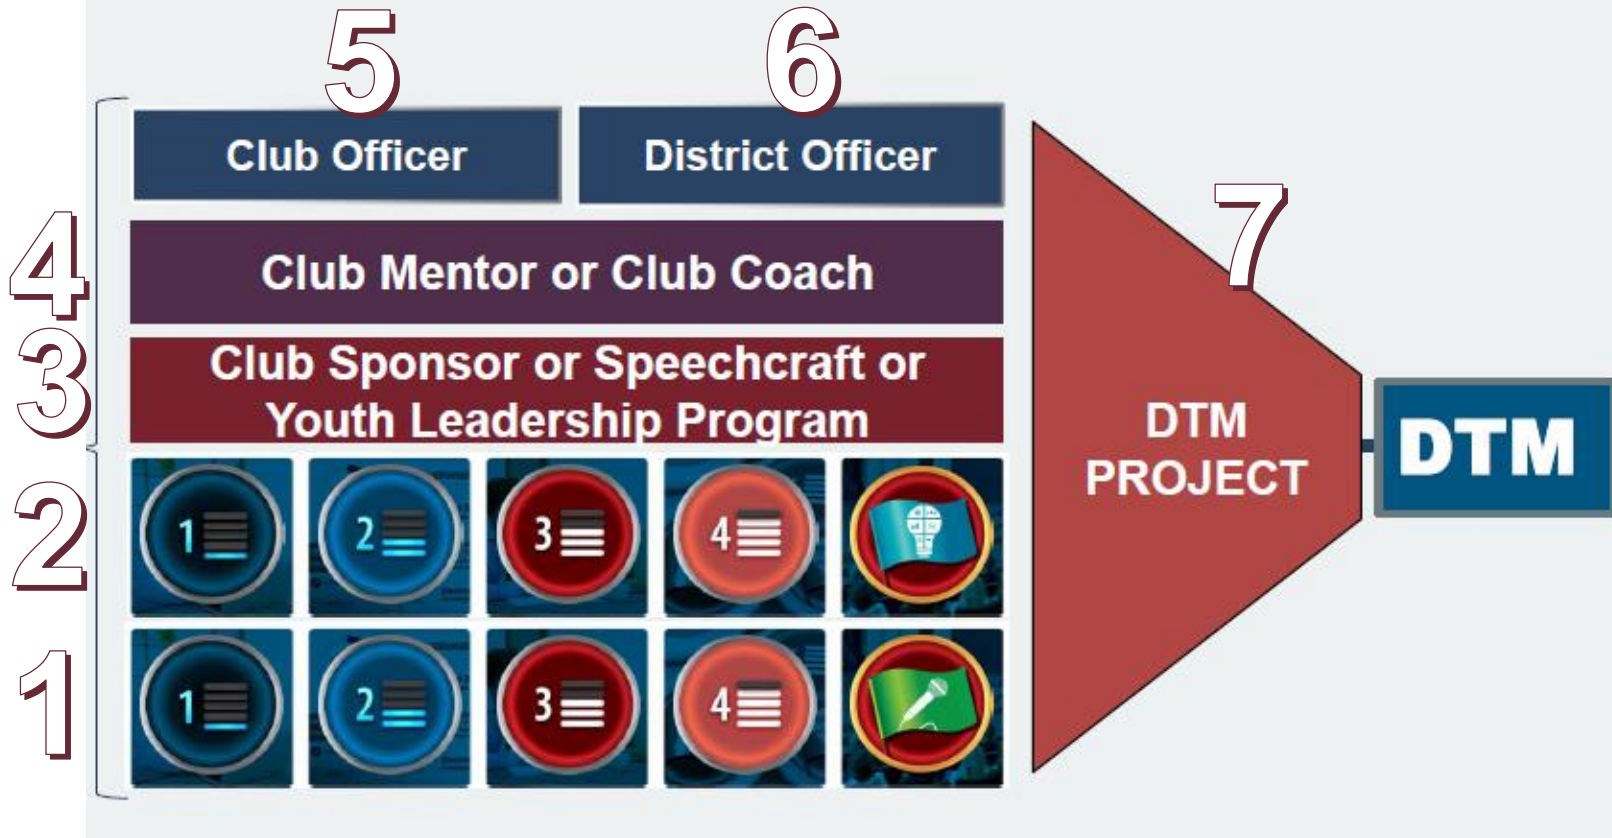 5
6
Club Officer
District Officer
4
Club Mentor or Club Coach
3
Club Sponsor or Speechcraft or
Youth Leadership Program
7
DTM
PROJECT
DTM
2
1
2
3
4
1
1
2
3
4